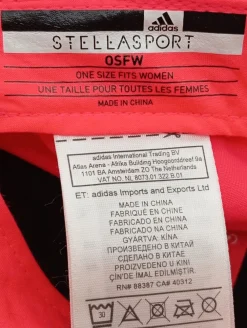 adidas
STELLASPORT
OSFW
ONE SIZE FITS WOMEN
UNE TAILLE POUR TOUTES LES FEMMES
MADE IN CHINA
adidas International Trading BV
Atlas Arena - Afrika Building Hoogoorddreef 9a
1101 BA Amsterdam ZO The Netherlands
VAT NO. NL 8073.01.322.B.01
ET: adidas Imports and Exports Ltd
MADE IN CHINA
FABRIQUÉ EN CHINE
FABRICADO EN CHINA
FABRICADO NA CHINA
GYÁRTVA: KÍNA
ПРОИЗВЕДЕНО В КИТАЕ
СДЕЛАНО В КИТАЕ
VYROBENO V ČÍNĚ
ÇİN'DE İMAL EDİLMİŞTİR.
RN# 88387 CA# 40312
30